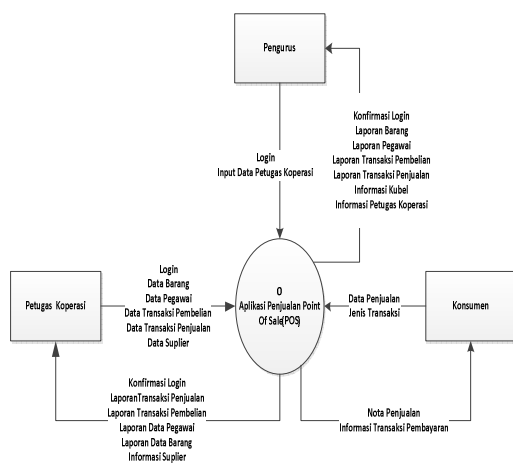 Pengurus
Konfirmasi Login
Laporan Barang
Laporan Pegawai
Laporan Transaksi Pembelian
Laporan Transaksi Penjualan
Informasi Kubel
Informasi Petugas Koperasi
Login
Input Data Petugas Koperasi
Petugas Koperasi
Login
Data Barang
Data Pegawai
Data Transaksi Pembelian
Data Transaksi Penjualan
Data Suplier
0
Aplikasi Penjualan Point
Of Sale(POS)
Data Penjualan
Jenis Transaksi
Konsumen
Konfirmasi Login
LaporanTransaksi Penjualan
Laporan Transaksi Pembelian
Laporan Data Pegawai
Laporan Data Barang
Informasi Suplier
Nota Penjualan
Informasi Transaksi Pembayaran